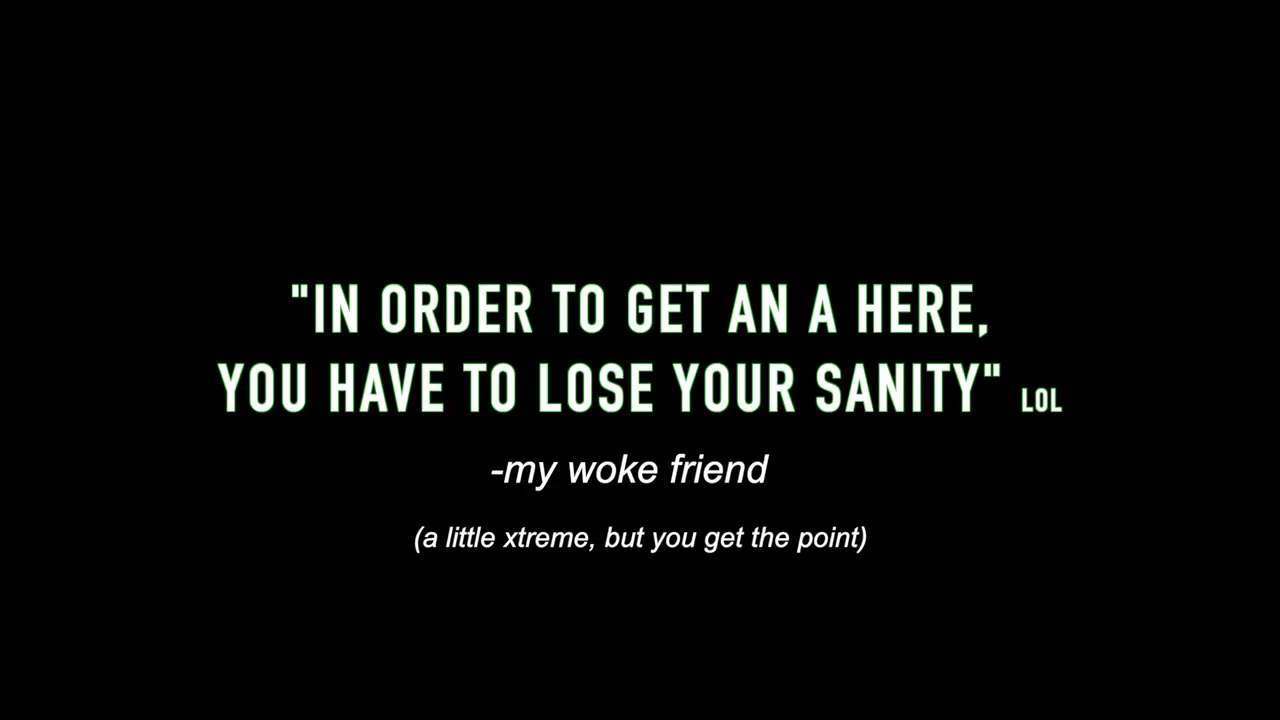 "IN ORDER TO GET AN A HERE,
YOU HAVE TO LOSE YOUR SANITY" LOL
-my woke friend
(a little xtreme, but you get the point)